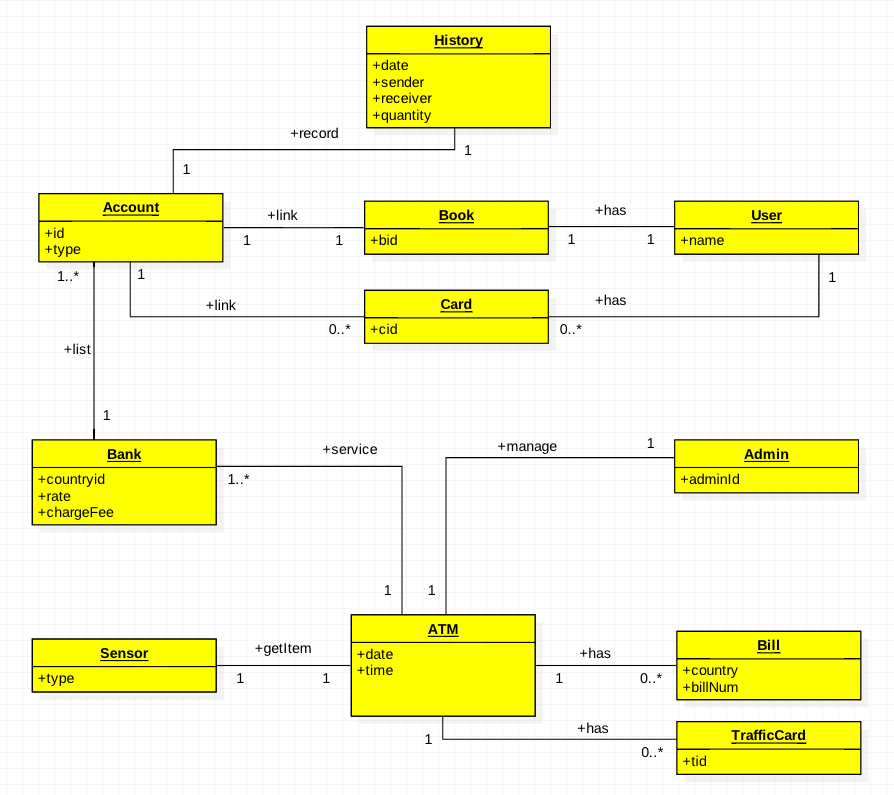 History
+date
+sender
+receiver
+quantity
+record
1
1
Account
+id
+type
+link
1
1
Book
+bid
+has
1
1
User
+name
1..*
1
+link
0..*
Card
+cid
+has
0..*
1
+list
1
Bank
+countryid
+rate
+chargeFee
+service
1..*
1
+manage
1
1
Admin
+adminId
Sensor
+type
+getItem
1
1
ATM
+date
+time
+has
1
0..*
Bill
+country
+billNum
1
+has
0..*
TrafficCard
+tid